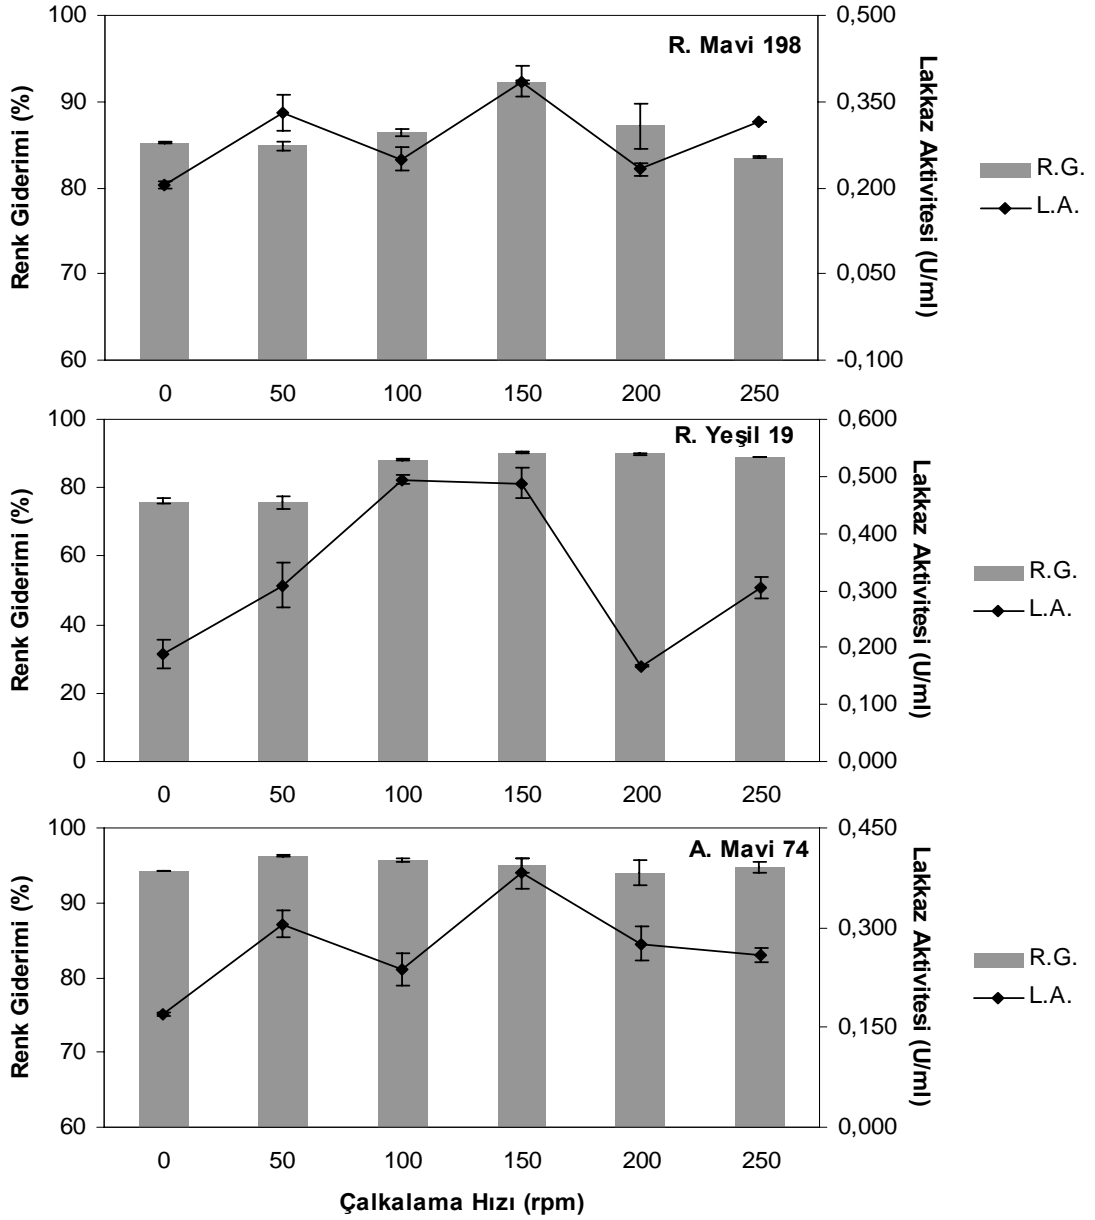 100
90
80
70
60
Renk Giderimi (%)
R. Mavi 198
0,500
0,350
0,200
0,050
-0,100
Lakkaz Aktivitesi (U/ml)
R.G.
L.A.
0 50 100 150 200 250
100
80
60
40
20
0
Renk Giderimi (%)
R. Yeşil 19
0,600
0,500
0,400
0,300
0,200
0,100
0,000
Lakkaz Aktivitesi (U/ml)
R.G.
L.A.
0 50 100 150 200 250
100
90
80
70
60
Renk Giderimi (%)
A. Mavi 74
0,450
0,300
0,150
0,000
Lakkaz Aktivitesi (U/ml)
R.G.
L.A.
0 50 100 150 200 250
Çalkalama Hızı (rpm)